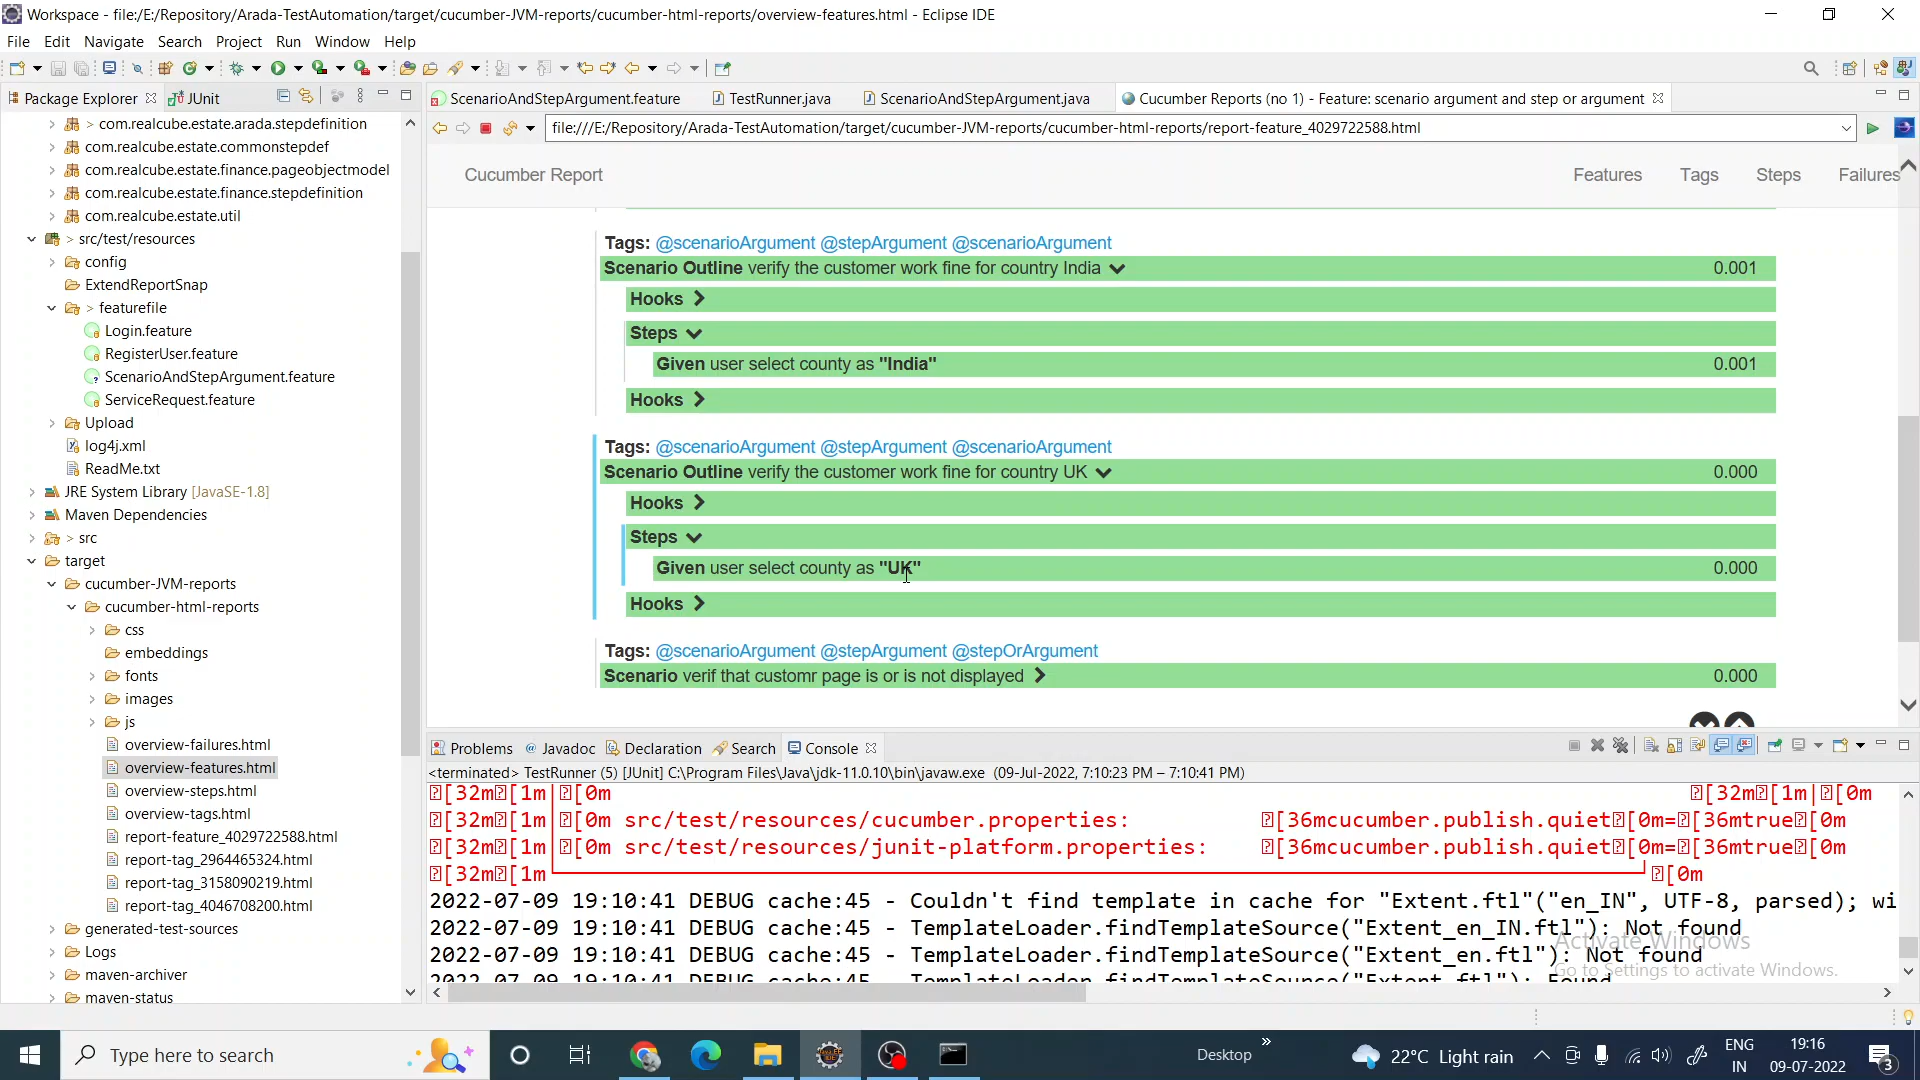 Workspace - file:/E:/Repository/Arada-TestAutomation/target/cucumber-JVM-reports/cucumber-html-reports/overview-features.html - Eclipse IDE
File Edit Navigate Search Project Run Window Help
Package Explorer JUnit
ScenarioAndStepArgument.feature TestRunner.java ScenarioAndStepArgument.java Cucumber Reports (no 1) - Feature: scenario argument and step or argument
file:///E:/Repository/Arada-TestAutomation/target/cucumber-JVM-reports/cucumber-html-reports/report-feature_4029722588.html
> com.realcube.estate.arada.stepdefinition
com.realcube.estate.commonstepdef
com.realcube.estate.finance.pageobjectmodel
com.realcube.estate.finance.stepdefinition
com.realcube.estate.util
> src/test/resources
config
ExtendReportSnap
> featurefile
Login.feature
RegisterUser.feature
ScenarioAndStepArgument.feature
ServiceRequest.feature
Upload
log4j.xml
ReadMe.txt
JRE System Library [JavaSE-1.8]
Maven Dependencies
> src
target
cucumber-JVM-reports
cucumber-html-reports
css
embeddings
fonts
images
js
overview-failures.html
overview-features.html
overview-steps.html
overview-tags.html
report-feature_4029722588.html
report-tag_2964465324.html
report-tag_3158090219.html
report-tag_4046708200.html
generated-test-sources
Logs
maven-archiver
maven-status
Cucumber Report Features Tags Steps Failures
Tags: @scenarioArgument @stepArgument @scenarioArgument
Scenario Outline verify the customer work fine for country India 0.001
Hooks
Steps
Given user select county as "India" 0.001
Hooks
Tags: @scenarioArgument @stepArgument @scenarioArgument
Scenario Outline verify the customer work fine for country UK 0.000
Hooks
Steps
Given user select county as "UK" 0.000
Hooks
Tags: @scenarioArgument @stepArgument @stepOrArgument
Scenario verif that customr page is or is not displayed 0.000
Problems Javadoc Declaration Search Console
<terminated> TestRunner (5) [JUnit] C:\Program Files\Java\jdk-11.0.10\bin\javaw.exe (09-Jul-2022, 7:10:23 PM – 7:10:41 PM)
[32m[1m│[0m [32m[1m│[0m
[32m[1m│[0m src/test/resources/cucumber.properties: [36mcucumber.publish.quiet[0m=[36mtrue[0m
[32m[1m│[0m src/test/resources/junit-platform.properties: [36mcucumber.publish.quiet[0m=[36mtrue[0m
[32m[1m [0m
2022-07-09 19:10:41 DEBUG cache:45 - Couldn't find template in cache for "Extent.ftl"("en_IN", UTF-8, parsed); wi
2022-07-09 19:10:41 DEBUG cache:45 - TemplateLoader.findTemplateSource("Extent_en_IN.ftl"): Not found
2022-07-09 19:10:41 DEBUG cache:45 - TemplateLoader.findTemplateSource("Extent_en.ftl"): Not found
2022-07-09 19:10:41 DEBUG cache:45 - TemplateLoader.findTemplateSource("Extent.ftl"): Found
Activate Windows
Go to Settings to activate Windows.
Type here to search Desktop 22°C Light rain ENG IN 19:16 09-07-2022 3